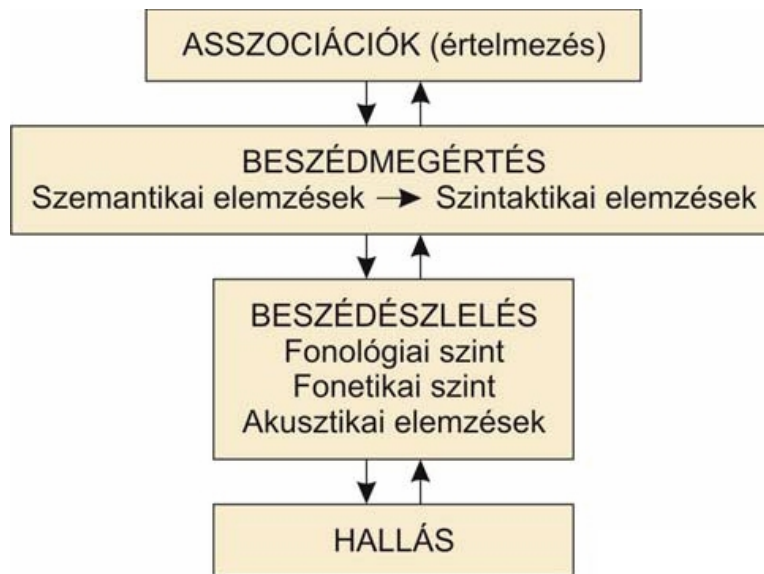 ASSZOCIÁCIÓK (értelmezés)
BESZÉDMEGÉRTÉS
Szemantikai elemzések → Szintaktikai elemzések
BESZÉDÉSZLELÉS
Fonológiai szint
Fonetikai szint
Akusztikai elemzések
HALLÁS